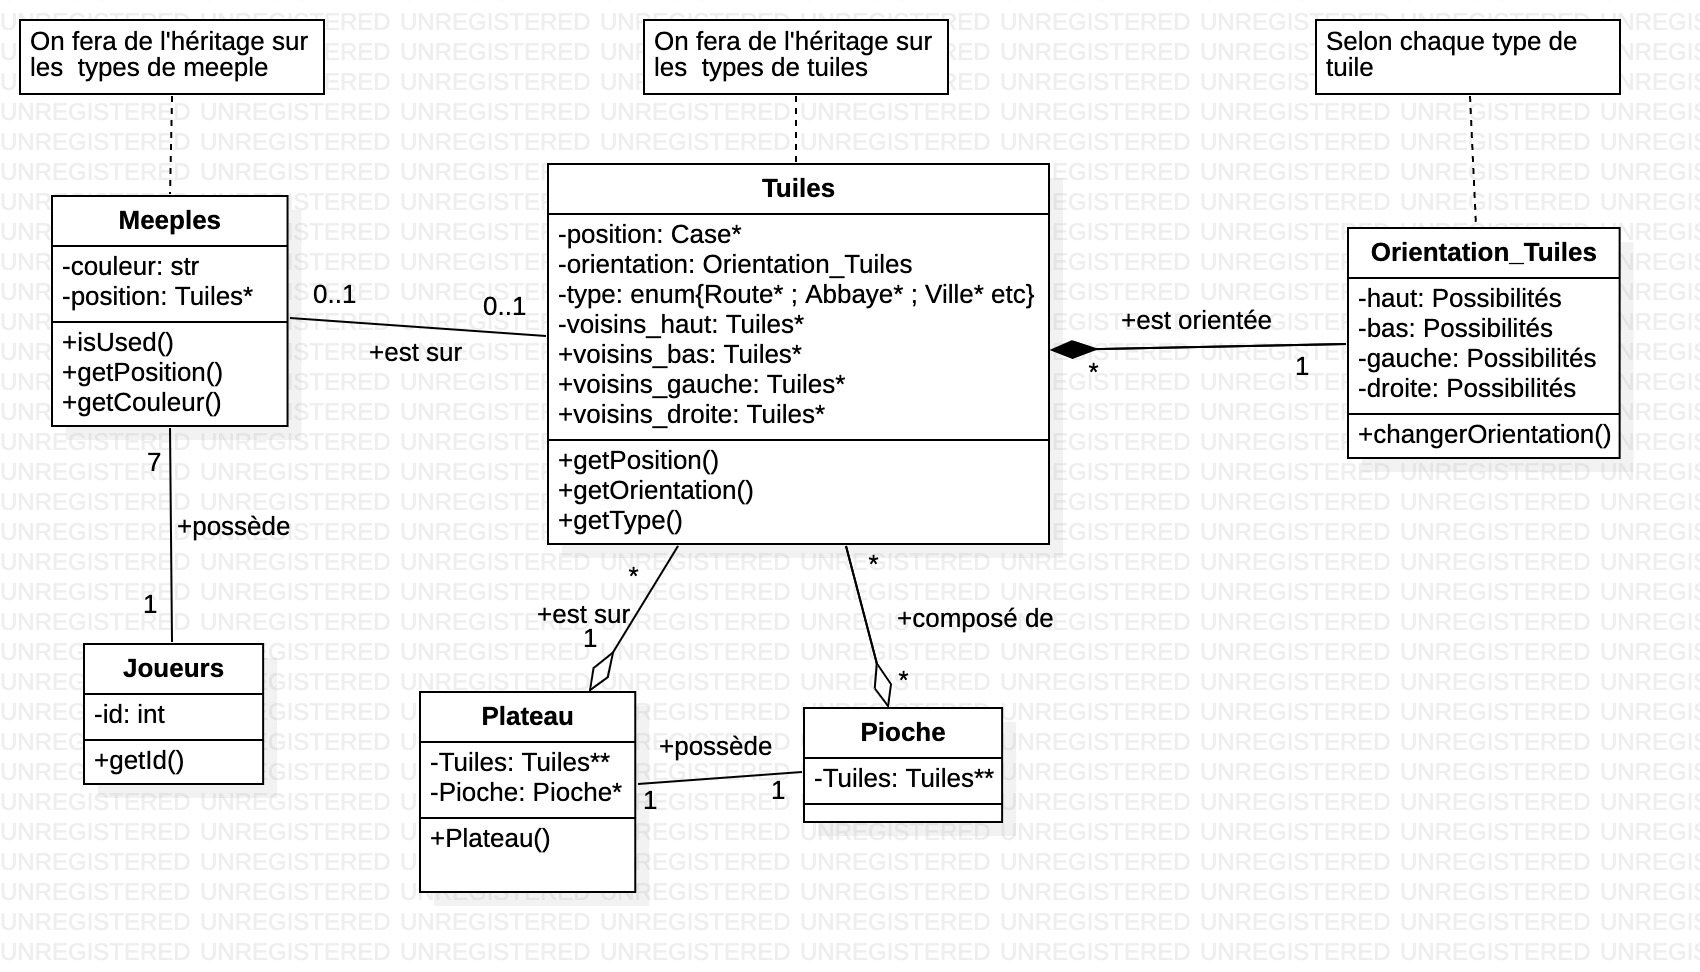 On fera de l'héritage sur
les  types de meeple
On fera de l'héritage sur
les  types de tuiles
Selon chaque type de
tuile
Meeples
-couleur: str
-position: Tuiles*
+isUsed()
+getPosition()
+getCouleur()
0..1
0..1
+est sur
Tuiles
-position: Case*
-orientation: Orientation_Tuiles
-type: enum{Route* ; Abbaye* ; Ville* etc}
-voisins_haut: Tuiles*
+voisins_bas: Tuiles*
+voisins_gauche: Tuiles*
+voisins_droite: Tuiles*
+getPosition()
+getOrientation()
+getType()
+est orientée
*
1
Orientation_Tuiles
-haut: Possibilités
-bas: Possibilités
-gauche: Possibilités
-droite: Possibilités
+changerOrientation()
7
+possède
1
Joueurs
-id: int
+getId()
*
+est sur
1
*
+composé de
*
Plateau
-Tuiles: Tuiles**
-Pioche: Pioche*
+Plateau()
+possède
1
1
Pioche
-Tuiles: Tuiles**
UNREGISTERED